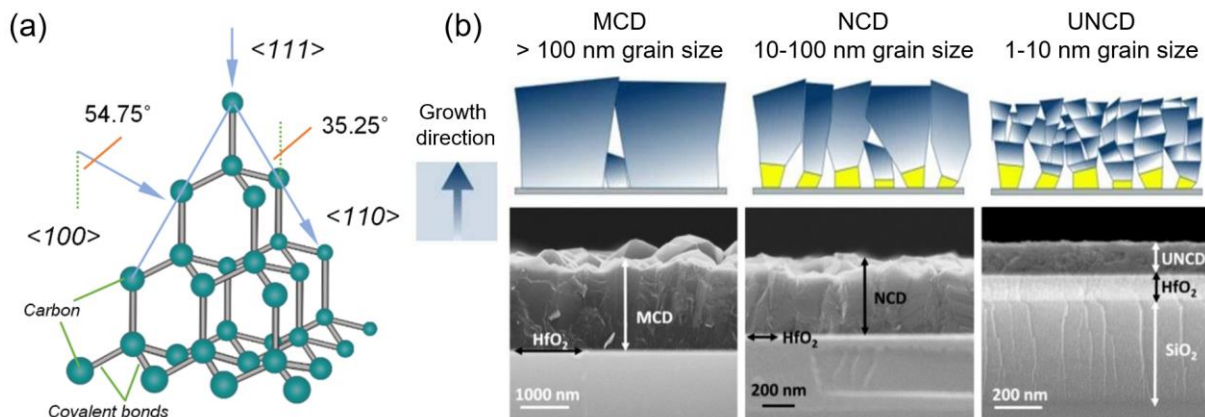 (a)
<111>
54.75°
35.25°
<100>
<110>
Carbon
Covalent bonds
Growth
direction
(b)
MCD
> 100 nm grain size
NCD
10-100 nm grain size
UNCD
1-10 nm grain size
MCD
HfO2
1000 nm
NCD
HfO2
200 nm
UNCD
HfO2
SiO2
200 nm